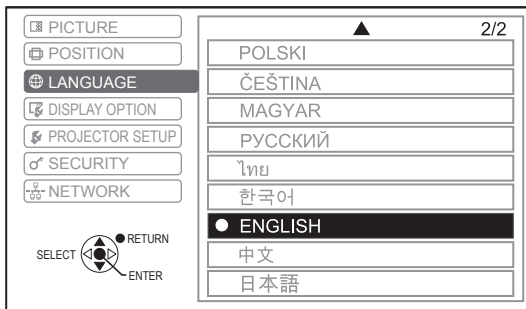 PICTURE
POSITION
LANGUAGE
DISPLAY OPTION
PROJECTOR SETUP
SECURITY
NETWORK
RETURN
SELECT
ENTER
2/2
POLSKI
ČEŠTINA
MAGYAR
РУССКИЙ
ไทย
한국어
ENGLISH
中文
日本語